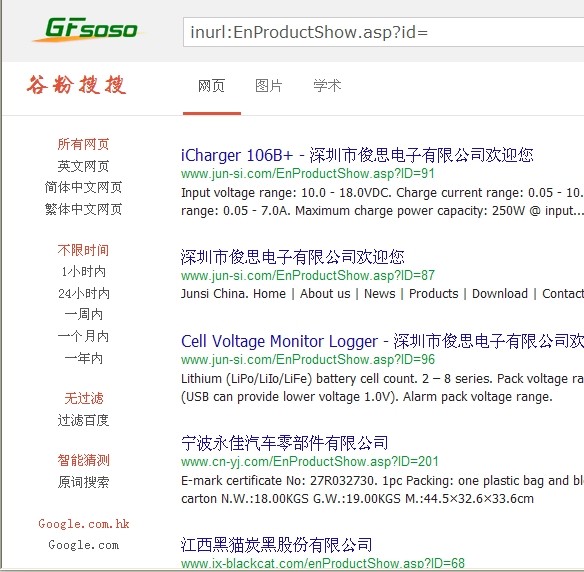 GFsoso
inurl:EnProductShow.asp?id=
谷粉搜搜
网页 图片 学术
所有网页
英文网页
简体中文网页
繁体中文网页
不限时间
1小时内
24小时内
一周内
一个月内
一年内
无过滤
过滤百度
智能猜测
原词搜索
Google.com.hk
Google.com
iCharger 106B+ - 深圳市俊思电子有限公司欢迎您
www.jun-si.com/EnProductShow.asp?ID=91
Input voltage range: 10.0 - 18.0VDC. Charge current range: 0.05 - 10.
range: 0.05 - 7.0A. Maximum charge power capacity: 250W @ input...
深圳市俊思电子有限公司欢迎您
www.jun-si.com/EnProductShow.asp?ID=87
Junsi China. Home | About us | News | Products | Download | Contact
Cell Voltage Monitor Logger - 深圳市俊思电子有限公司欢
www.jun-si.com/EnProductShow.asp?ID=96
Lithium (LiPo/LiIo/LiFe) battery cell count. 2 – 8 series. Pack voltage ra
(USB can provide lower voltage 1.0V). Alarm pack voltage range.
宁波永佳汽车零部件有限公司
www.cn-yj.com/EnProductShow.asp?ID=201
E-mark certificate No: 27R032730. 1pc Packing: one plastic bag and bl
carton N.W.:18.00KGS G.W.:19.00KGS M.:44.5×32.6×33.6cm
江西黑猫炭黑股份有限公司
www.jx-blackcat.com/EnProductShow.asp?ID=68